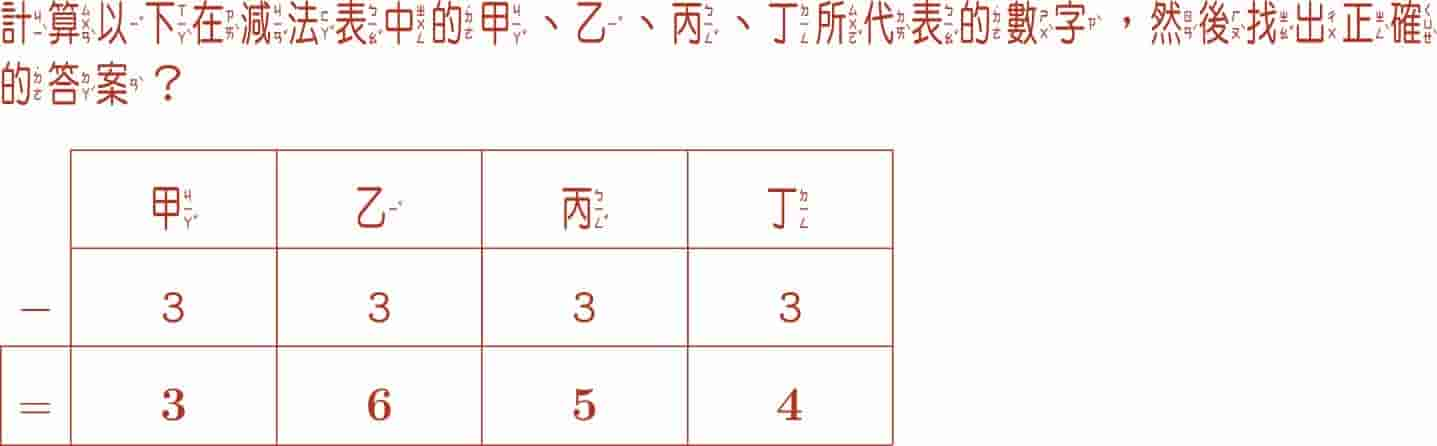 計算以下在減法表中的甲、乙、丙、丁所代表的數字，然後找出正確
的答案？
甲 乙 丙 丁
− 3 3 3 3
= 3 6 5 4